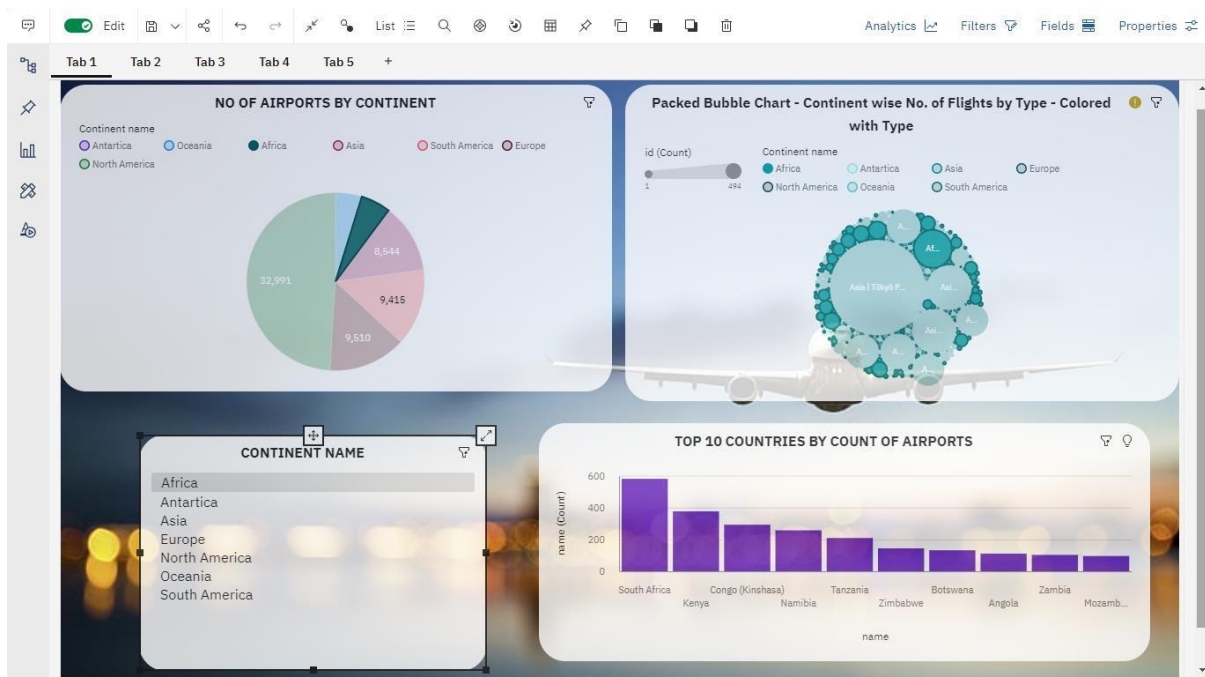 Edit List Analytics Filters Fields Properties
Tab 1 Tab 2 Tab 3 Tab 4 Tab 5 +
NO OF AIRPORTS BY CONTINENT
Continent name
Antartica Oceania Africa Asia South America Europe
North America
8,544
32,991
9,415
9,510
Packed Bubble Chart - Continent wise No. of Flights by Type - Colored
with Type
id (Count)
1 494
Continent name
Africa Antartica Asia Europe
North America Oceania South America
A...
Af...
Asia | Tōkyō P... Asi...
A...
Asi...
A... A... A...
A...
CONTINENT NAME
Africa
Antartica
Asia
Europe
North America
Oceania
South America
TOP 10 COUNTRIES BY COUNT OF AIRPORTS
name (Count)
600
400
200
0
South Africa Congo (Kinshasa) Tanzania Botswana Zambia
Kenya Namibia Zimbabwe Angola Mozamb...
name